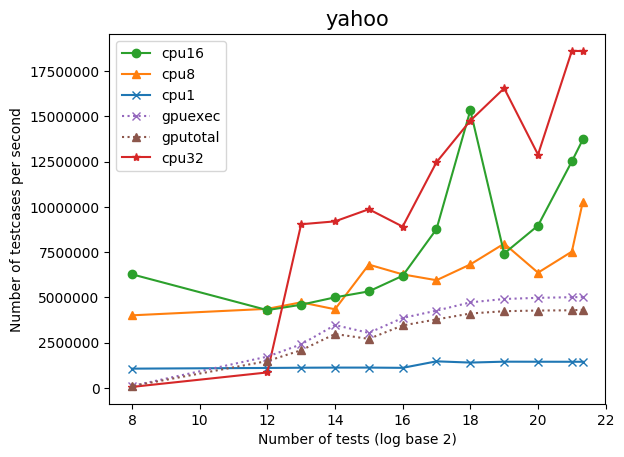 yahoo
cpu16
cpu8
cpu1
gpuexec
gputotal
cpu32
Number of testcases per second
17500000
15000000
12500000
10000000
7500000
5000000
2500000
0
8 10 12 14 16 18 20 22
Number of tests (log base 2)